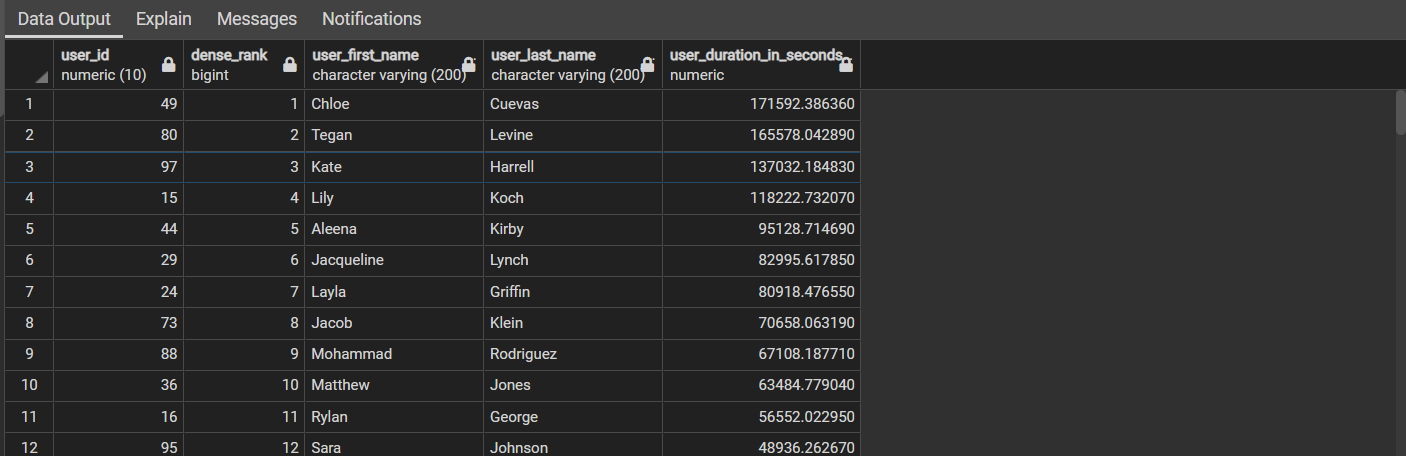 Data Output Explain Messages Notifications
user_id dense_rank user_first_name user_last_name user_duration_in_seconds
numeric (10) bigint character varying (200) character varying (200) numeric
1 49 1 Chloe Cuevas 171592.386360
2 80 2 Tegan Levine 165578.042890
3 97 3 Kate Harrell 137032.184830
4 15 4 Lily Koch 118222.732070
5 44 5 Aleena Kirby 95128.714690
6 29 6 Jacqueline Lynch 82995.617850
7 24 7 Layla Griffin 80918.476550
8 73 8 Jacob Klein 70658.063190
9 88 9 Mohammad Rodriguez 67108.187710
10 36 10 Matthew Jones 63484.779040
11 16 11 Rylan George 56552.022950
12 95 12 Sara Johnson 48936.262670